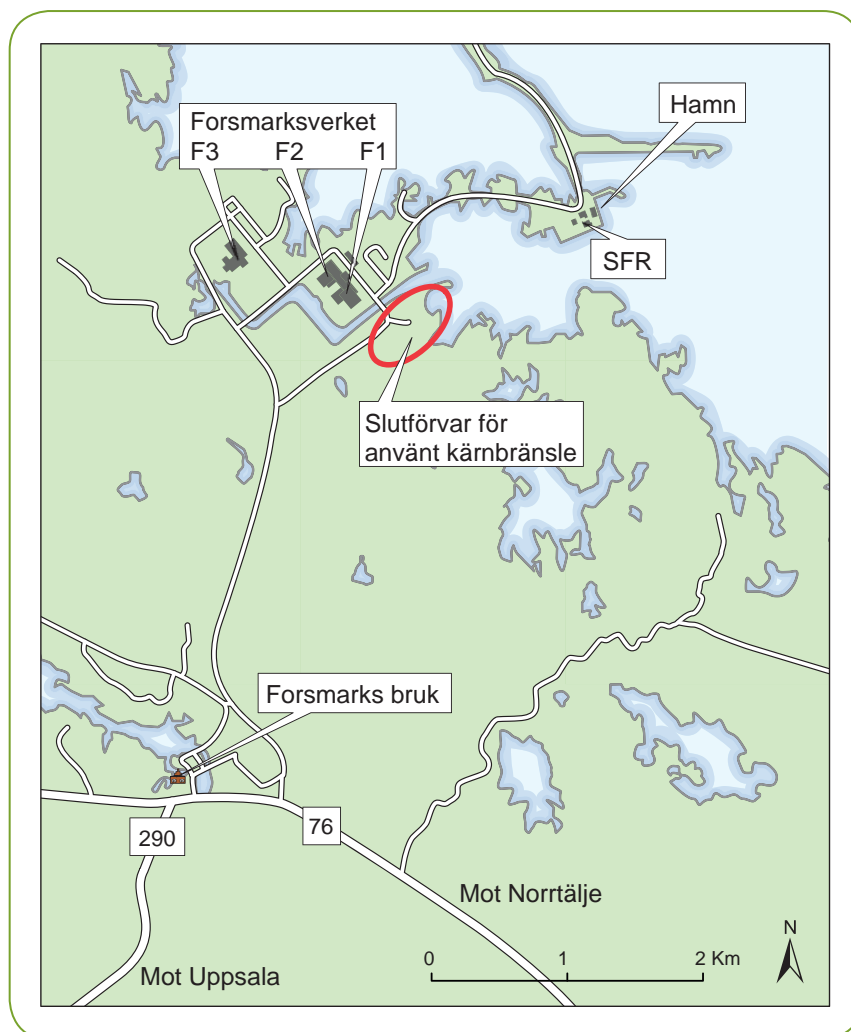 Forsmarksverket
F3 F2 F1
Hamn
SFR
Slutförvar för
använt kärnbränsle
Forsmarks bruk
290
76
Mot Norrtälje
Mot Uppsala
0 1 2 Km
N